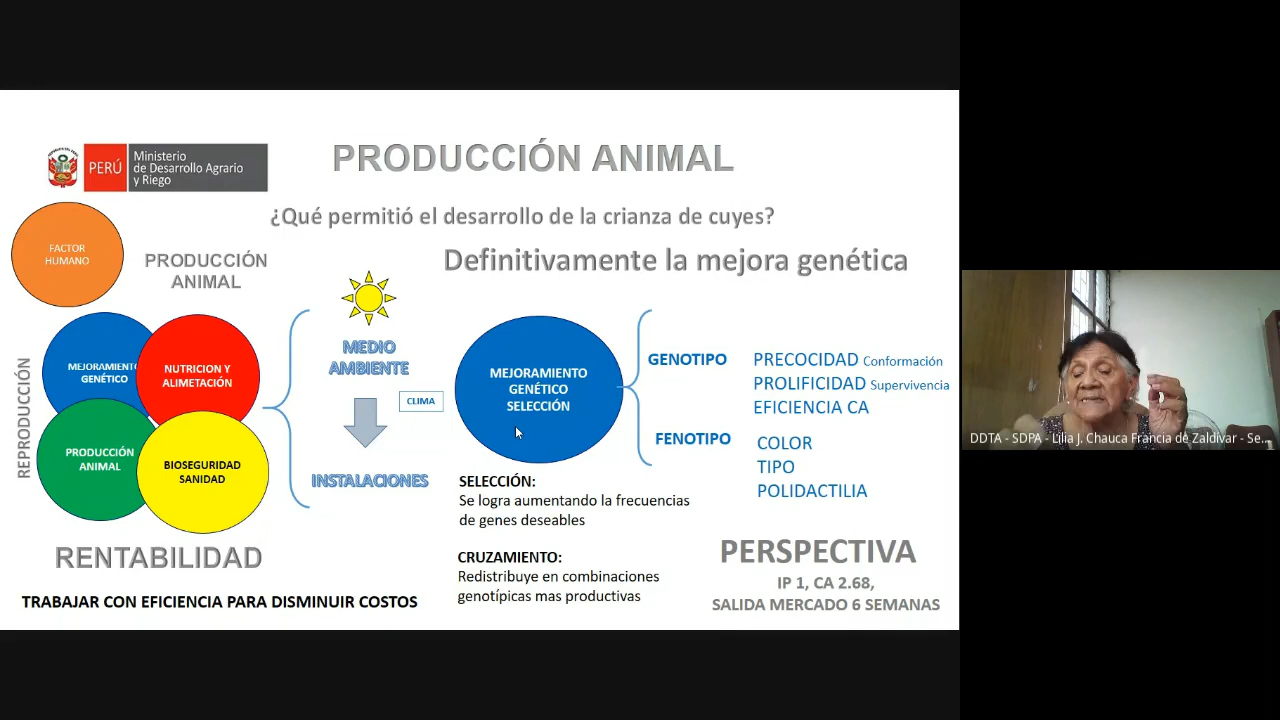 PERÚ
Ministerio
de Desarrollo Agrario
y Riego
PRODUCCIÓN ANIMAL
¿Qué permitió el desarrollo de la crianza de cuyes?
Definitivamente la mejora genética
FACTOR
HUMANO
PRODUCCIÓN
ANIMAL
REPRODUCCIÓN
MEJORAMIENTO
GENÉTICO
NUTRICION Y
ALIMETACIÓN
PRODUCCIÓN
ANIMAL
BIOSEGURIDAD
SANIDAD
RENTABILIDAD
TRABAJAR CON EFICIENCIA PARA DISMINUIR COSTOS
MEDIO
AMBIENTE
CLIMA
INSTALACIONES
MEJORAMIENTO
GENÉTICO
SELECCIÓN
GENOTIPO
PRECOCIDAD Conformación
PROLIFICIDAD Supervivencia
EFICIENCIA CA
FENOTIPO
COLOR
TIPO
POLIDACTILIA
SELECCIÓN:
Se logra aumentando la frecuencias
de genes deseables
CRUZAMIENTO:
Redistribuye en combinaciones
genotípicas mas productivas
PERSPECTIVA
IP 1, CA 2.68,
SALIDA MERCADO 6 SEMANAS
DDTA - SDPA - Lilia J. Chauca Francia de Zaldívar - Se...